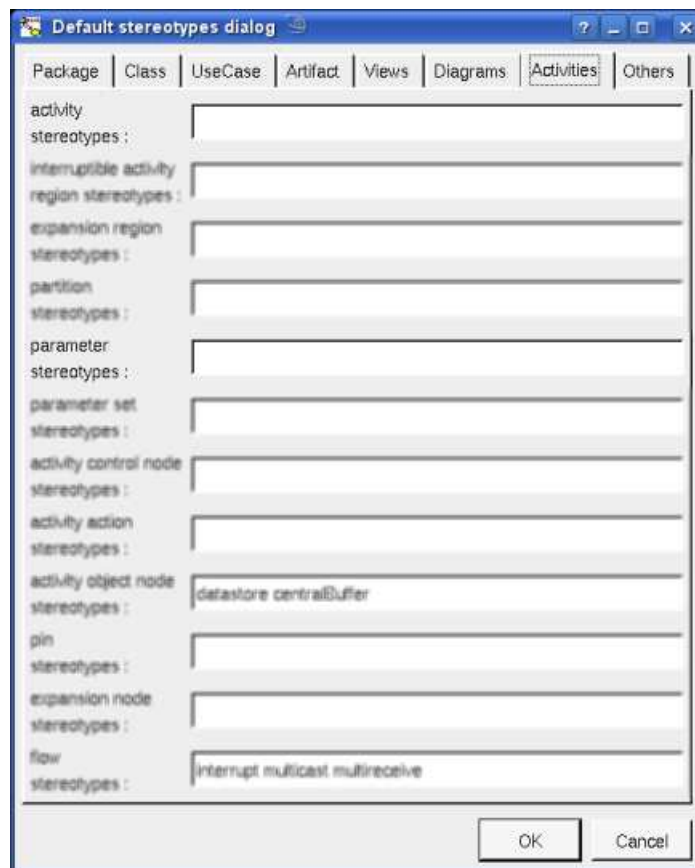 Default stereotypes dialog
Package Class UseCase Artifact Views Diagrams Activities Others
activity
stereotypes :
interruptible activity
region stereotypes :
expansion region
stereotypes :
partition
stereotypes :
parameter
stereotypes :
parameter set
stereotypes :
activity control node
stereotypes :
activity action
stereotypes :
activity object node
stereotypes :
datastore centralBuffer
pin
stereotypes :
expansion node
stereotypes :
flow
stereotypes :
interrupt multicast multireceive
OK Cancel